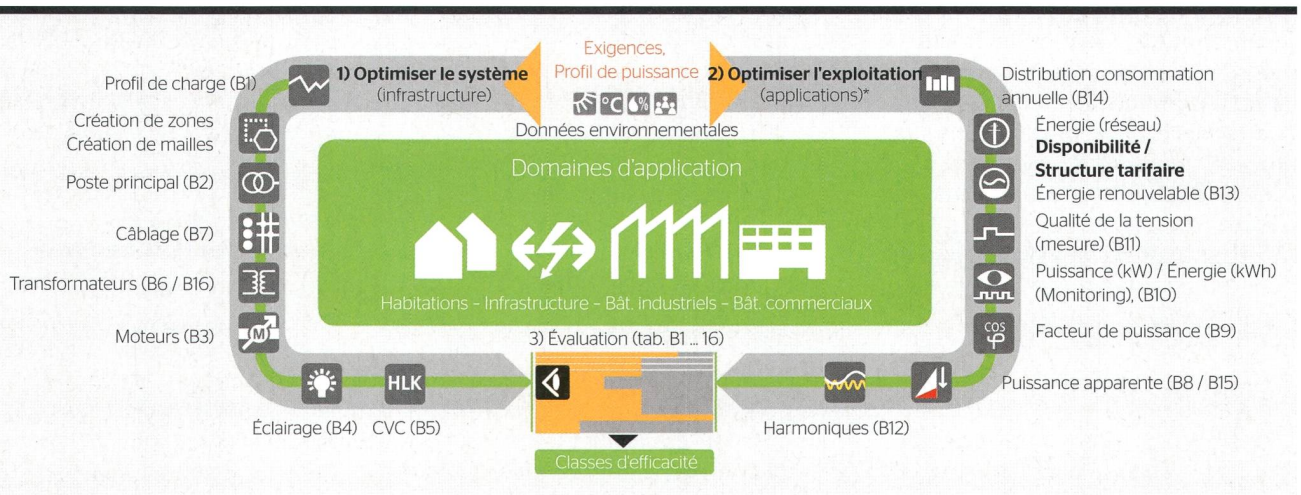 Exigences,
Profil de puissance
1) Optimiser le système
(infrastructure)
2) Optimiser l'exploitation
(applications)*
°C
%
Données environnementales
Profil de charge (B1)
Création de zones
Création de mailles
Poste principal (B2)
Câblage (B7)
Transformateurs (B6 / B16)
Moteurs (B3)
M
Éclairage (B4)
HLK
CVC (B5)
Domaines d'application
Habitations – Infrastructure – Bât. industriels – Bât. commerciaux
3) Évaluation (tab. B1 ... 16)
Classes d'efficacité
Distribution consommation
annuelle (B14)
Énergie (réseau)
Disponibilité /
Structure tarifaire
Énergie renouvelable (B13)
Qualité de la tension
(mesure) (B11)
Puissance (kW) / Énergie (kWh)
(Monitoring), (B10)
cos
φ
Facteur de puissance (B9)
Puissance apparente (B8 / B15)
Harmoniques (B12)